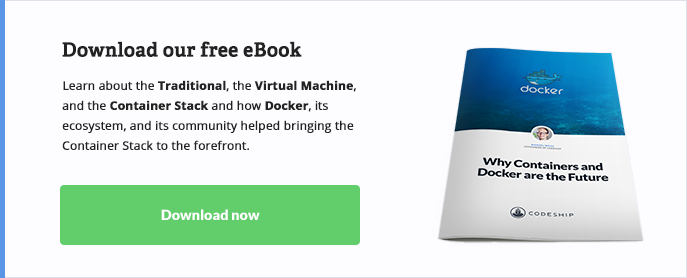 Download our free eBook
Learn about the Traditional, the Virtual Machine,
and the Container Stack and how Docker, its
ecosystem, and its community helped bringing the
Container Stack to the forefront.
Download now
docker
Why Containers and
Docker are the Future
CODESHIP